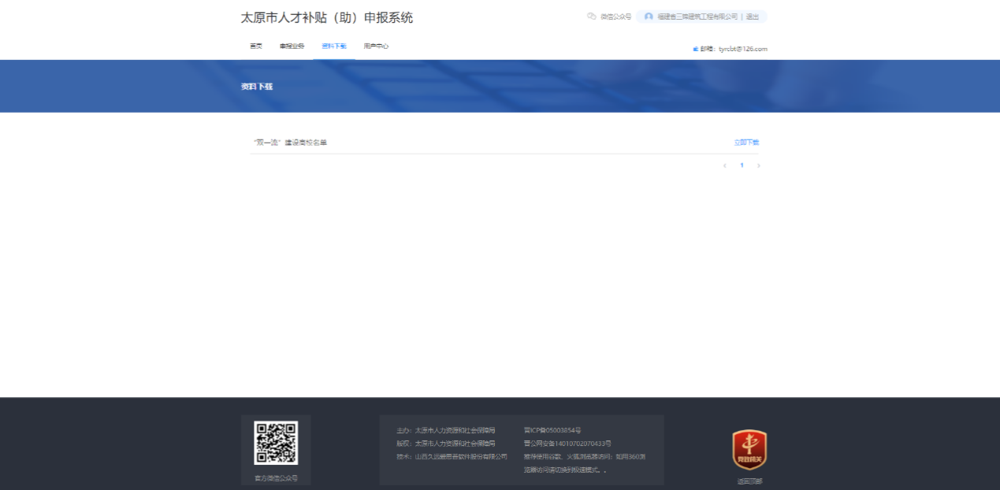 太原市人才补贴（助）申报系统
微信公众号
福建省三辉建筑工程有限公司 | 退出
首页 申报业务 资料下载 用户中心
邮箱：tyrcbt@126.com
资料下载
“双一流”建设高校名单
立即下载
< 1 >
主办：太原市人力资源和社会保障局
版权：太原市人力资源和社会保障局
技术：山西久远爱思普软件股份有限公司
晋ICP备05003854号
晋公网安备14010702070433号
推荐使用谷歌、火狐浏览器访问；如用360浏
览器访问请切换到极速模式。。
官方微信公众号
党政机关
返回顶部